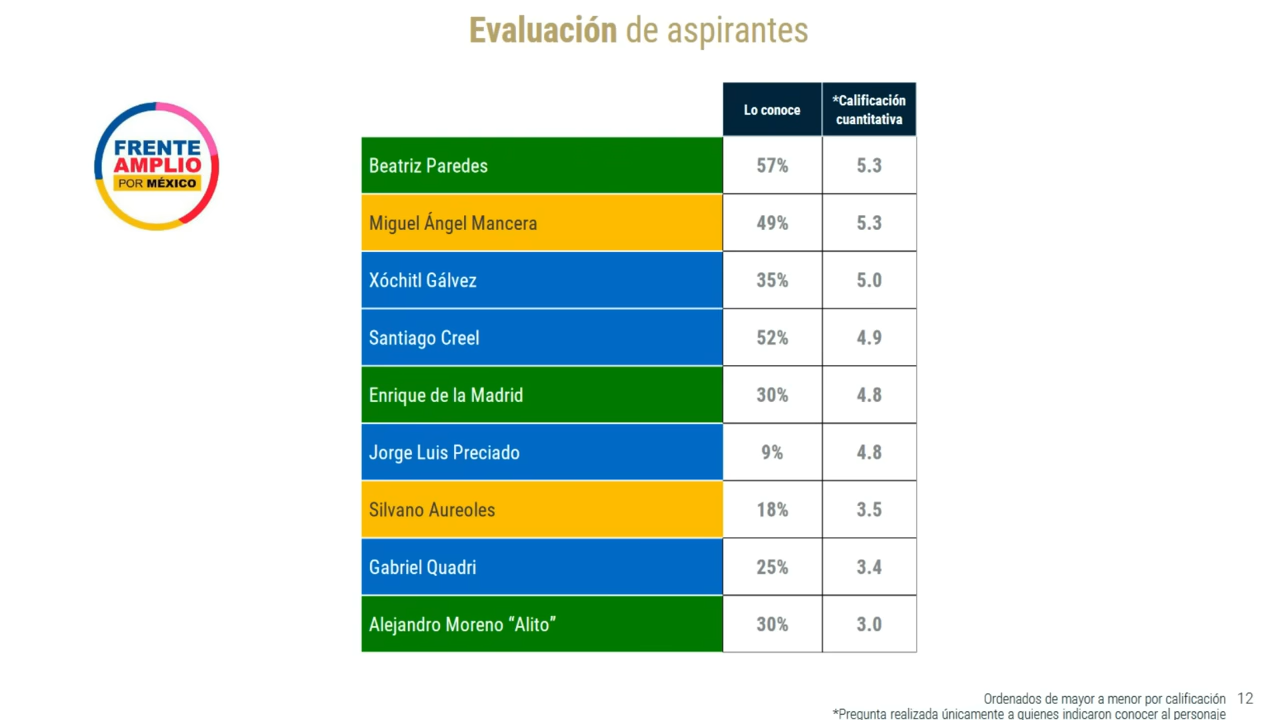 Evaluación de aspirantes
FRENTE
AMPLIO
POR MÉXICO
Lo conoce
*Calificación
cuantitativa
Beatriz Paredes 57% 5.3
Miguel Ángel Mancera 49% 5.3
Xóchitl Gálvez 35% 5.0
Santiago Creel 52% 4.9
Enrique de la Madrid 30% 4.8
Jorge Luis Preciado 9% 4.8
Silvano Aureoles 18% 3.5
Gabriel Quadri 25% 3.4
Alejandro Moreno “Alito” 30% 3.0
Ordenados de mayor a menor por calificación 12
*Pregunta realizada únicamente a quienes indicaron conocer al personaje